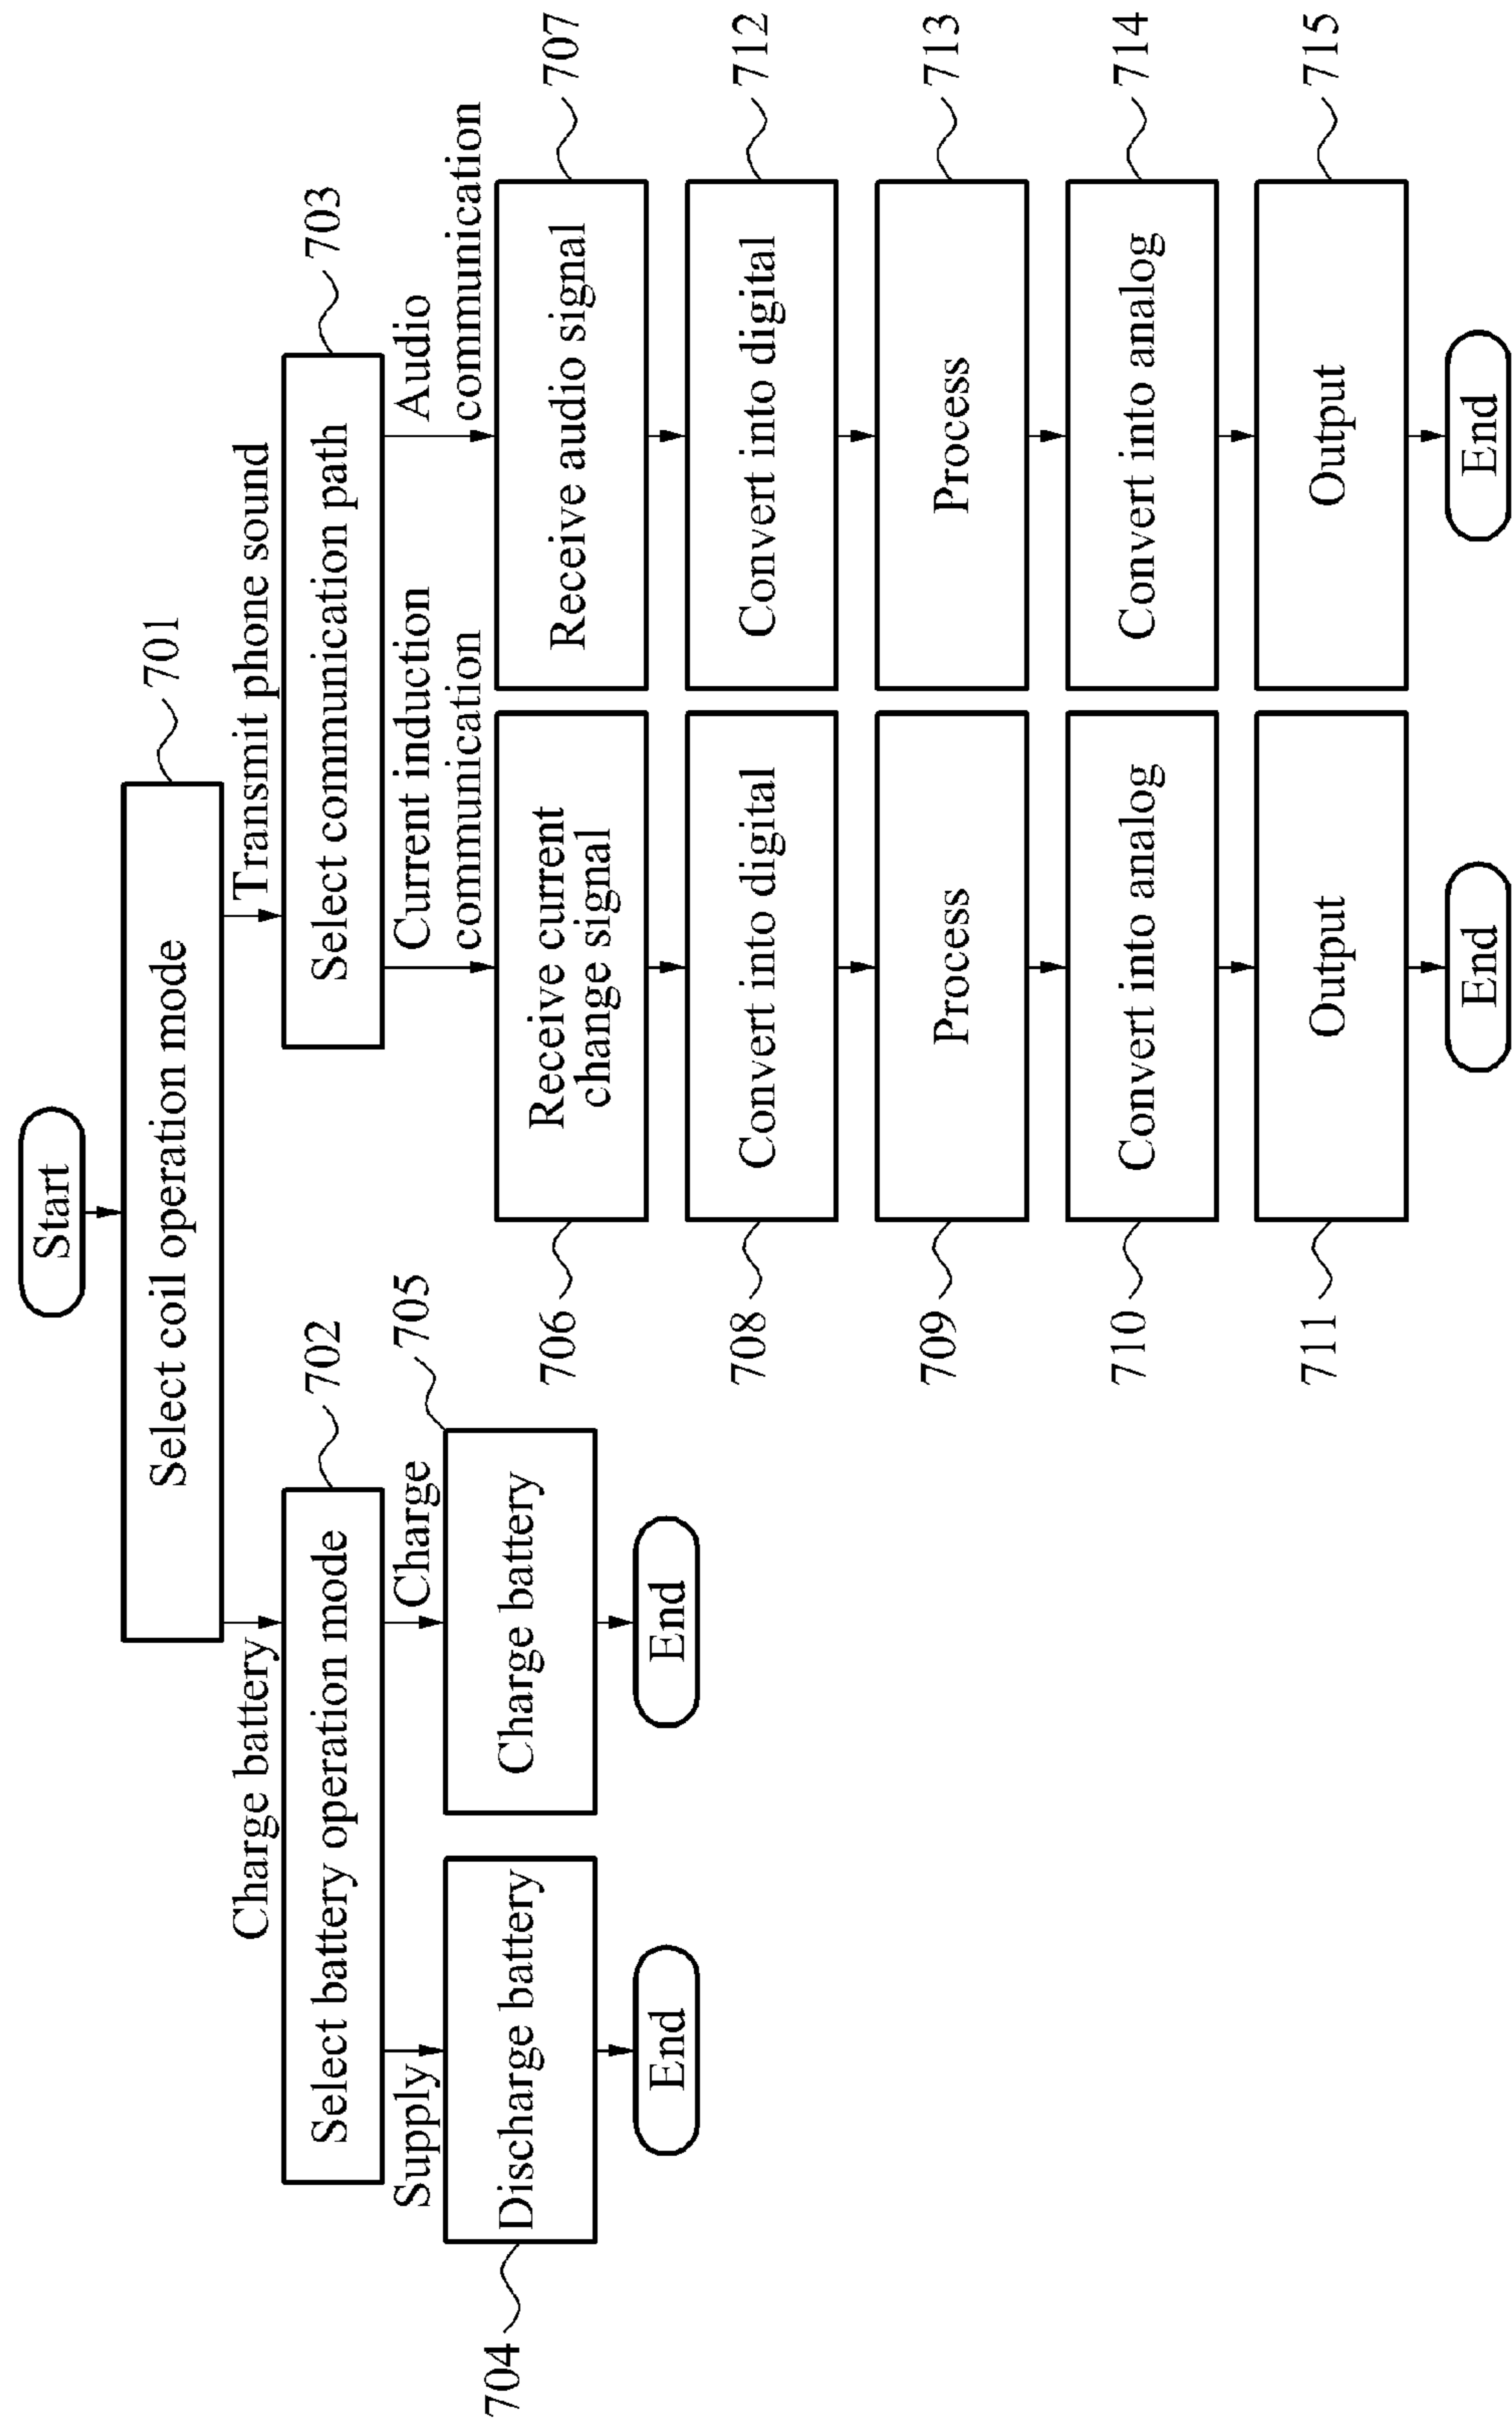 Start
Select coil operation mode
701
Charge battery
Transmit phone sound
Select battery operation mode
702
Select communication path
703
Supply
Charge
705
Current induction
communication
Audio
communication
704
Discharge battery
Charge battery
706
Receive current
change signal
Receive audio signal
707
End
End
708
Convert into digital
Convert into digital
712
709
Process
Process
713
710
Convert into analog
Convert into analog
714
711
Output
Output
715
End
End